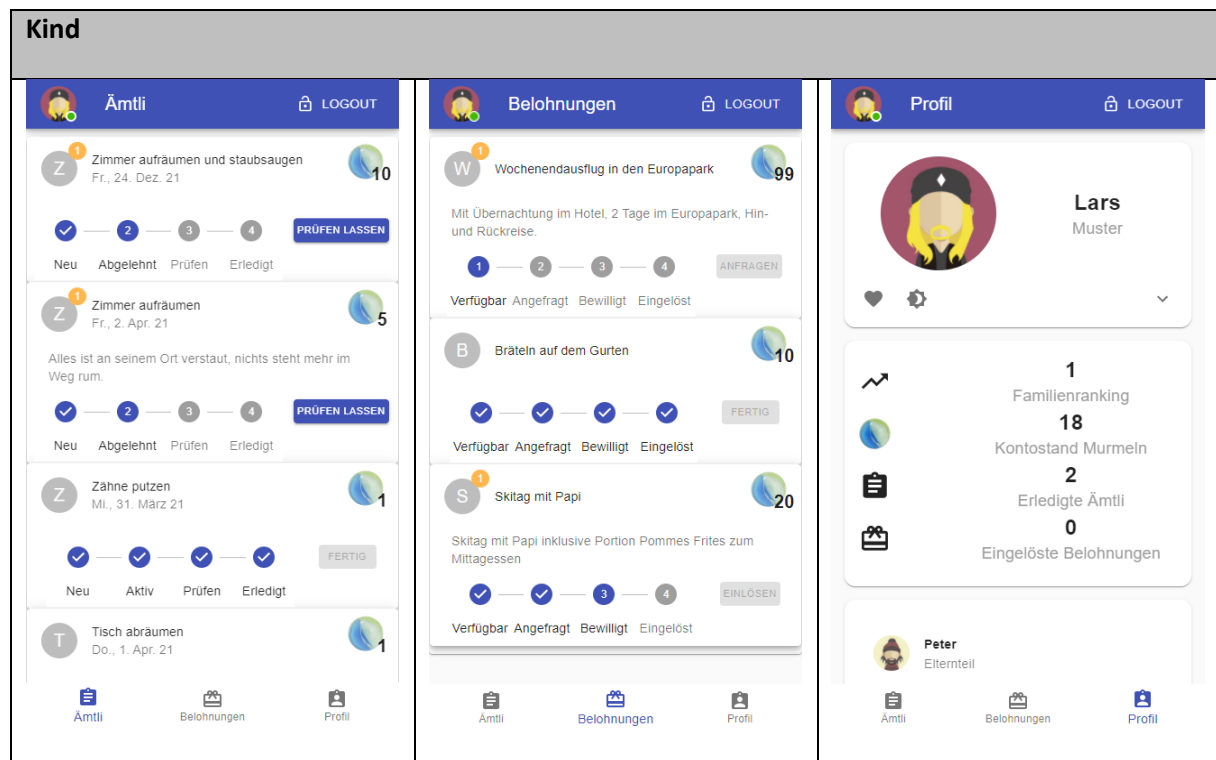 Kind
Ämtli
LOGOUT
Z
1
Zimmer aufräumen und staubsaugen
Fr., 24. Dez. 21
10
2
3
4
PRÜFEN LASSEN
Neu
Abgelehnt
Prüfen
Erledigt
Z
1
Zimmer aufräumen
Fr., 2. Apr. 21
5
Alles ist an seinem Ort verstaut, nichts steht mehr im
Weg rum.
2
3
4
PRÜFEN LASSEN
Neu
Abgelehnt
Prüfen
Erledigt
Z
Zähne putzen
Mi., 31. März 21
1
FERTIG
Neu
Aktiv
Prüfen
Erledigt
T
Tisch abräumen
Do., 1. Apr. 21
1
Ämtli
Belohnungen
Profil
Belohnungen
LOGOUT
W
1
Wochenendausflug in den Europapark
99
Mit Übernachtung im Hotel, 2 Tage im Europapark, Hin-
und Rückreise.
1
2
3
4
ANFRAGEN
Verfügbar
Angefragt
Bewilligt
Eingelöst
B
Bräteln auf dem Gurten
10
FERTIG
Verfügbar
Angefragt
Bewilligt
Eingelöst
S
1
Skitag mit Papi
20
Skitag mit Papi inklusive Portion Pommes Frites zum
Mittagessen
3
4
EINLÖSEN
Verfügbar
Angefragt
Bewilligt
Eingelöst
Ämtli
Belohnungen
Profil
Profil
LOGOUT
Lars
Muster
1
Familienranking
18
Kontostand Murmeln
2
Erledigte Ämtli
0
Eingelöste Belohnungen
Peter
Elternteil
Ämtli
Belohnungen
Profil